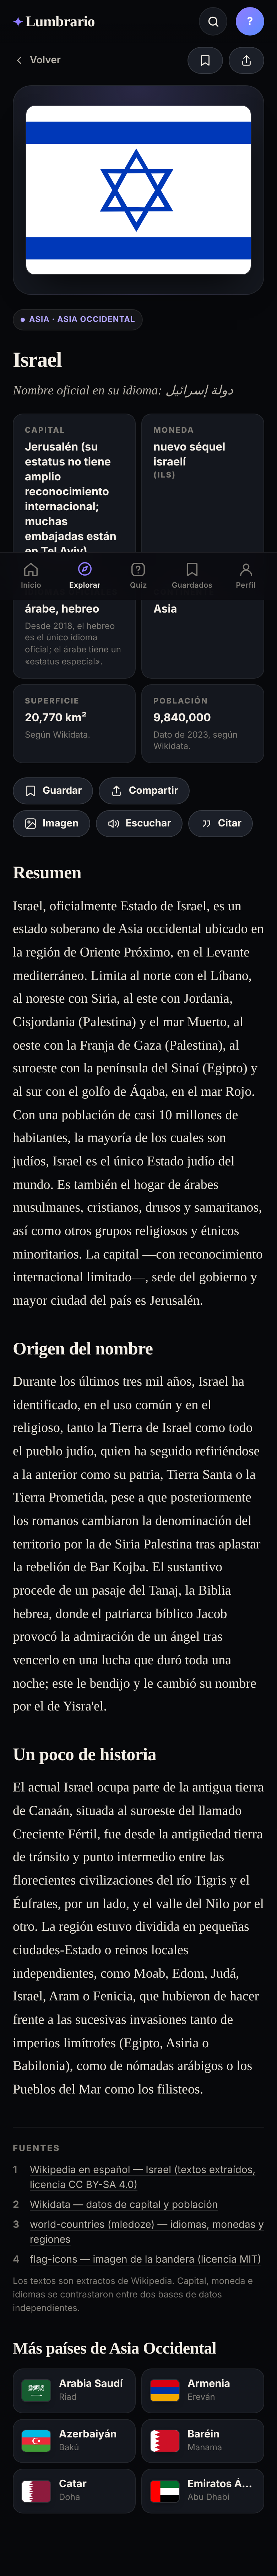 Lumbrario
?
Volver
ASIA · ASIA OCCIDENTAL
Israel
Nombre oficial en su idioma: دولة إسرائيل
CAPITAL
Jerusalén (su
estatus no tiene
amplio
reconocimiento
internacional;
muchas
embajadas están
en Tel Aviv)
MONEDA
nuevo séquel
israelí
(ILS)
Inicio
Explorar
Quiz
Guardados
Perfil
árabe, hebreo
Desde 2018, el hebreo
es el único idioma
oficial; el árabe tiene un
«estatus especial».
Asia
SUPERFICIE
20,770 km²
Según Wikidata.
POBLACIÓN
9,840,000
Dato de 2023, según
Wikidata.
Guardar
Compartir
Imagen
Escuchar
Citar
Resumen
Israel, oficialmente Estado de Israel, es un
estado soberano de Asia occidental ubicado en
la región de Oriente Próximo, en el Levante
mediterráneo. Limita al norte con el Líbano,
al noreste con Siria, al este con Jordania,
Cisjordania (Palestina) y el mar Muerto, al
oeste con la Franja de Gaza (Palestina), al
suroeste con la península del Sinaí (Egipto) y
al sur con el golfo de Áqaba, en el mar Rojo.
Con una población de casi 10 millones de
habitantes, la mayoría de los cuales son
judíos, Israel es el único Estado judío del
mundo. Es también el hogar de árabes
musulmanes, cristianos, drusos y samaritanos,
así como otros grupos religiosos y étnicos
minoritarios. La capital —con reconocimiento
internacional limitado—, sede del gobierno y
mayor ciudad del país es Jerusalén.
Origen del nombre
Durante los últimos tres mil años, Israel ha
identificado, en el uso común y en el
religioso, tanto la Tierra de Israel como todo
el pueblo judío, quien ha seguido refiriéndose
a la anterior como su patria, Tierra Santa o la
Tierra Prometida, pese a que posteriormente
los romanos cambiaron la denominación del
territorio por la de Siria Palestina tras aplastar
la rebelión de Bar Kojba. El sustantivo
procede de un pasaje del Tanaj, la Biblia
hebrea, donde el patriarca bíblico Jacob
provocó la admiración de un ángel tras
vencerlo en una lucha que duró toda una
noche; este le bendijo y le cambió su nombre
por el de Yisra'el.
Un poco de historia
El actual Israel ocupa parte de la antigua tierra
de Canaán, situada al suroeste del llamado
Creciente Fértil, fue desde la antigüedad tierra
de tránsito y punto intermedio entre las
florecientes civilizaciones del río Tigris y el
Éufrates, por un lado, y el valle del Nilo por el
otro. La región estuvo dividida en pequeñas
ciudades-Estado o reinos locales
independientes, como Moab, Edom, Judá,
Israel, Aram o Fenicia, que hubieron de hacer
frente a las sucesivas invasiones tanto de
imperios limítrofes (Egipto, Asiria o
Babilonia), como de nómadas arábigos o los
Pueblos del Mar como los filisteos.
FUENTES
1 Wikipedia en español — Israel (textos extraídos,
licencia CC BY-SA 4.0)
2 Wikidata — datos de capital y población
3 world-countries (mledoze) — idiomas, monedas y
regiones
4 flag-icons — imagen de la bandera (licencia MIT)
Los textos son extractos de Wikipedia. Capital, moneda e
idiomas se contrastaron entre dos bases de datos
independientes.
Más países de Asia Occidental
Arabia Saudí
Riad
Armenia
Ereván
Azerbaiyán
Bakú
Baréin
Manama
Catar
Doha
Emiratos Á...
Abu Dhabi